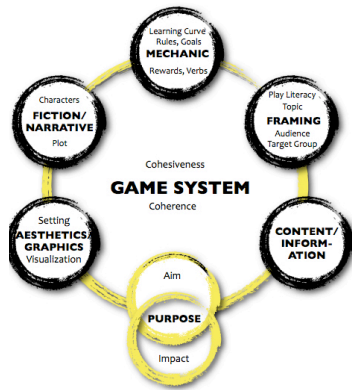 Learning Curve
Rules, Goals
MECHANIC
Rewards, Verbs
Characters
FICTION/
NARRATIVE
Plot
Play Literacy
Topic
FRAMING
Audience
Target Group
Cohesiveness
GAME SYSTEM
Coherence
Setting
AESTHETICS/
GRAPHICS
Visualization
CONTENT/
INFORM-
ATION
Aim
PURPOSE
Impact